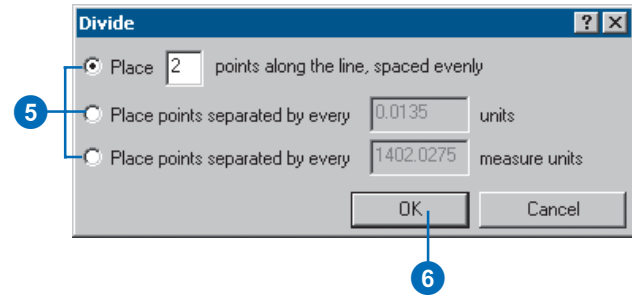 Divide ? X
Place 2 points along the line, spaced evenly
5
Place points separated by every 0.0135 units
Place points separated by every 1402.0275 measure units
OK Cancel
6